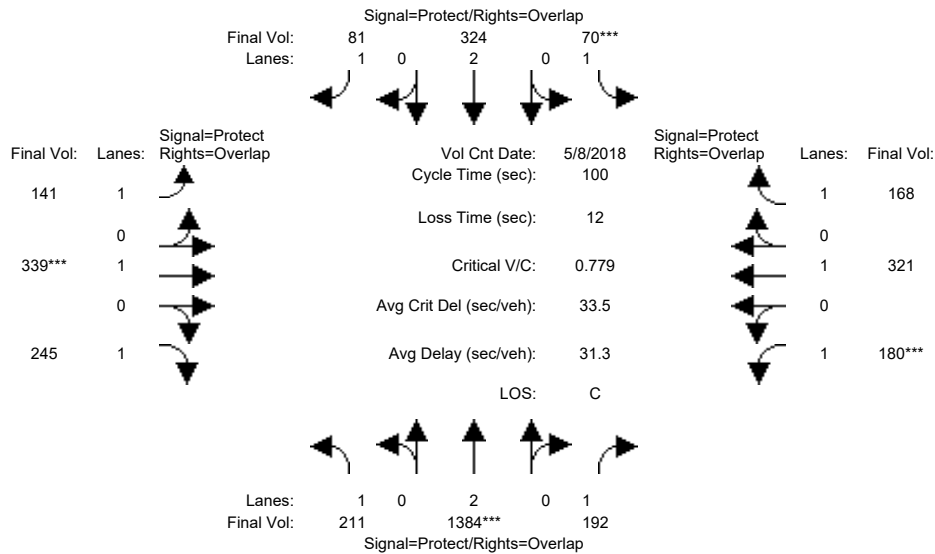 Signal=Protect/Rights=Overlap
Final Vol: 81 324 70***
Lanes: 1 0 2 0 1
Signal=Protect
Final Vol: Lanes: Rights=Overlap
Vol Cnt Date: 5/8/2018
Signal=Protect
Rights=Overlap Lanes: Final Vol:
Cycle Time (sec): 100
141 1
1 168
Loss Time (sec): 12
0
0
339*** 1
Critical V/C: 0.779
1 321
0
Avg Crit Del (sec/veh): 33.5
0
245 1
Avg Delay (sec/veh): 31.3
1 180***
LOS: C
Lanes: 1 0 2 0 1
Final Vol: 211 1384*** 192
Signal=Protect/Rights=Overlap